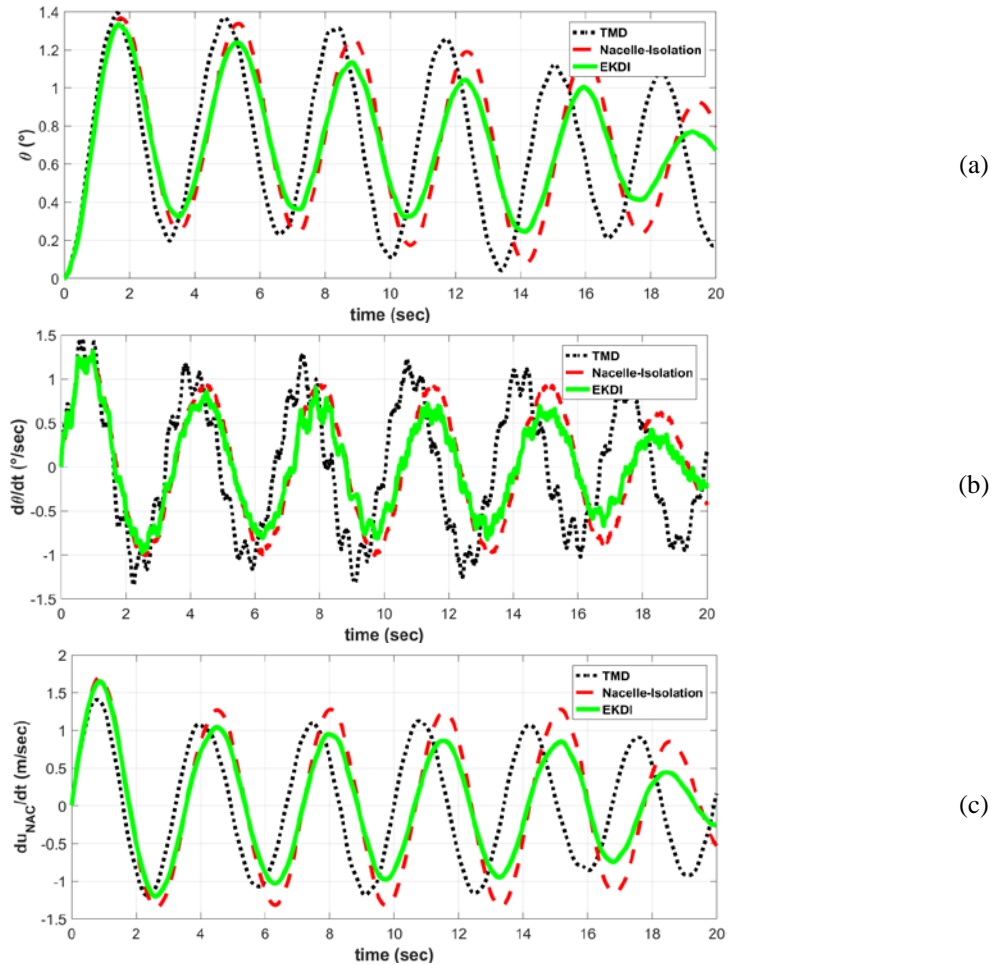 1.4
1.2
1
0.8
0.6
0.4
0.2
0
θ (°)
TMD
Nacelle-Isolation
EKDI
0 2 4 6 8 10 12 14 16 18 20
time (sec)
(a)
1.5
1
0.5
0
-0.5
-1
-1.5
dθ/dt (°/sec)
TMD
Nacelle-Isolation
EKDI
0 2 4 6 8 10 12 14 16 18 20
time (sec)
(b)
2
1.5
1
0.5
0
-0.5
-1
-1.5
du_NAC/dt (m/sec)
TMD
Nacelle-Isolation
EKDI
0 2 4 6 8 10 12 14 16 18 20
time (sec)
(c)